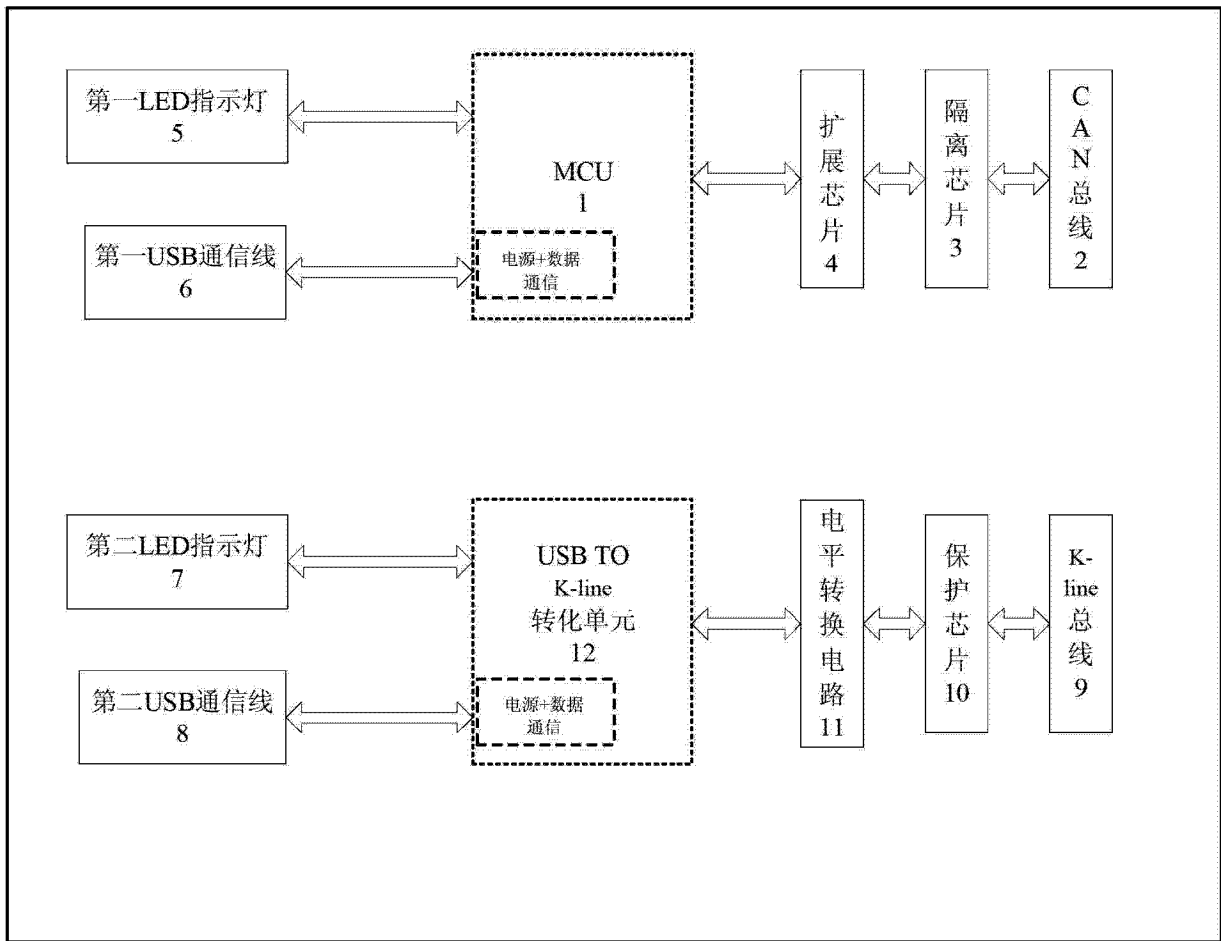 第一LED指示灯
5
第一USB通信线
6
MCU
1
电源+数据
通信
扩
展
芯
片
4
隔
离
芯
片
3
C
A
N
总
线
2
第二LED指示灯
7
第二USB通信线
8
USB TO
K-line
转化单元
12
电源+数据
通信
电
平
转
换
电
路
11
保
护
芯
片
10
K-
line
总
线
9